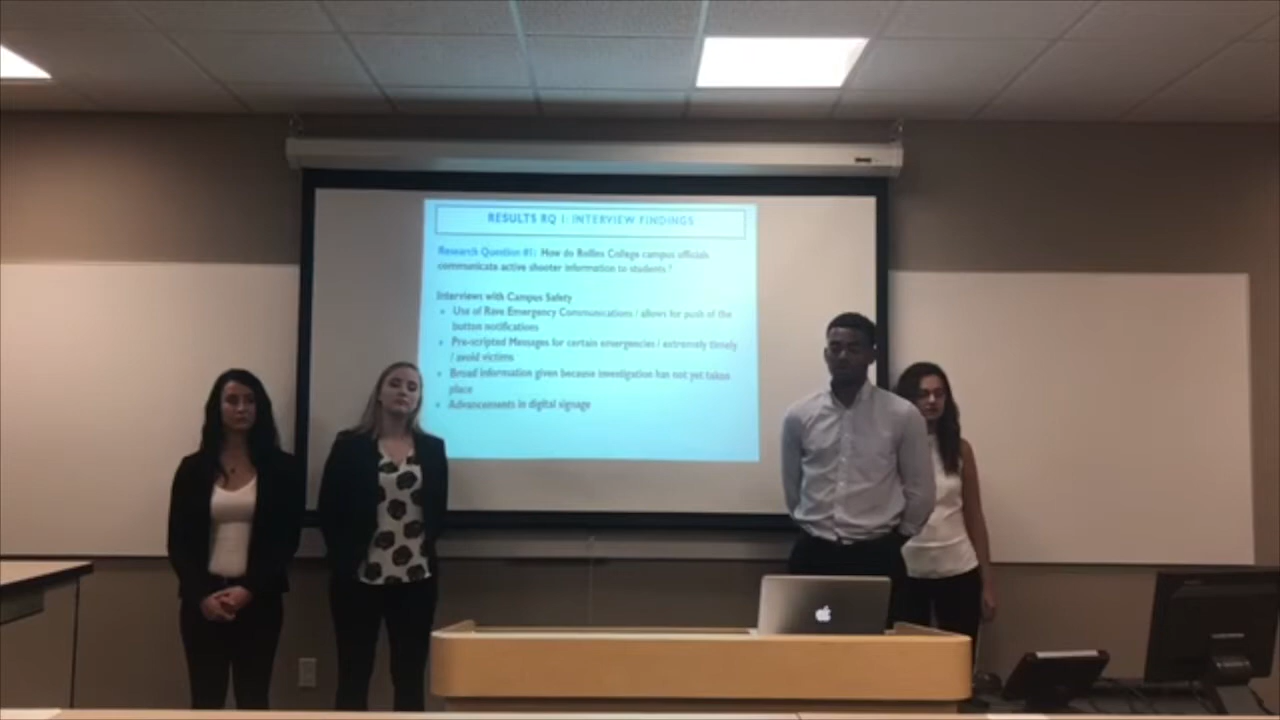 RESULTS RQ 1: INTERVIEW FINDINGS
Research Question #1: How do Rollins College campus officials
communicate active shooter information to students ?
Interviews with Campus Safety
• Use of Rave Emergency Communications / allows for push of the
button notifications
• Pre-scripted Messages for certain emergencies / extremely timely
/ avoid victims
• Broad information given because investigation has not yet taken
place
• Advancements in digital signage